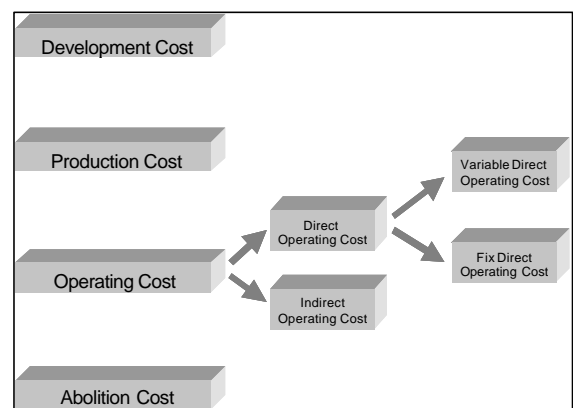 Development Cost
Production Cost
Variable Direct
Operating Cost
Direct
Operating Cost
Fix Direct
Operating Cost
Operating Cost
Indirect
Operating Cost
Abolition Cost